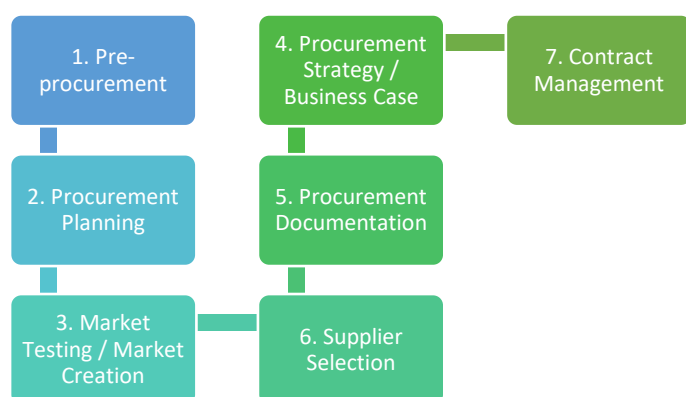 1. Pre-
procurement
2. Procurement
Planning
3. Market
Testing / Market
Creation
4. Procurement
Strategy /
Business Case
5. Procurement
Documentation
6. Supplier
Selection
7. Contract
Management